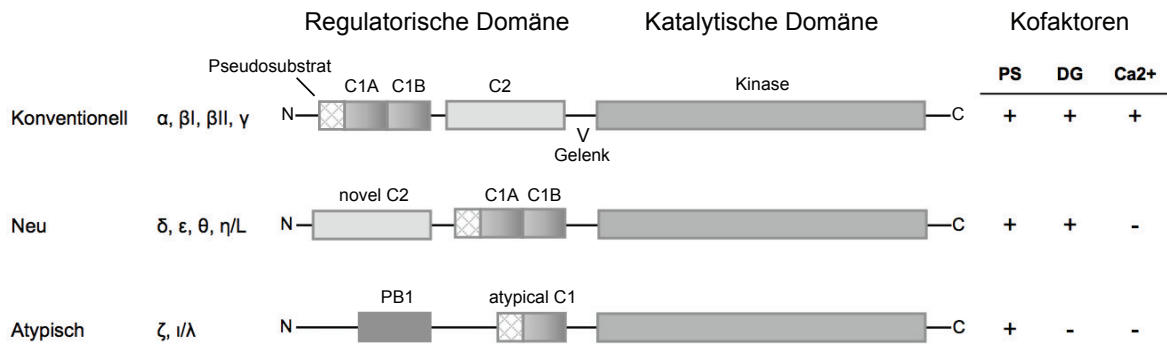 Regulatorische Domäne Katalytische Domäne Kofaktoren
Pseudosubstrat C1A C1B C2 Kinase PS DG Ca2+
Konventionell α, βI, βII, γ N C + + +
V
Gelenk
novel C2 C1A C1B
Neu δ, ε, θ, η/L N C + + -
PB1 atypical C1
Atypisch ζ, ι/λ N C + - -